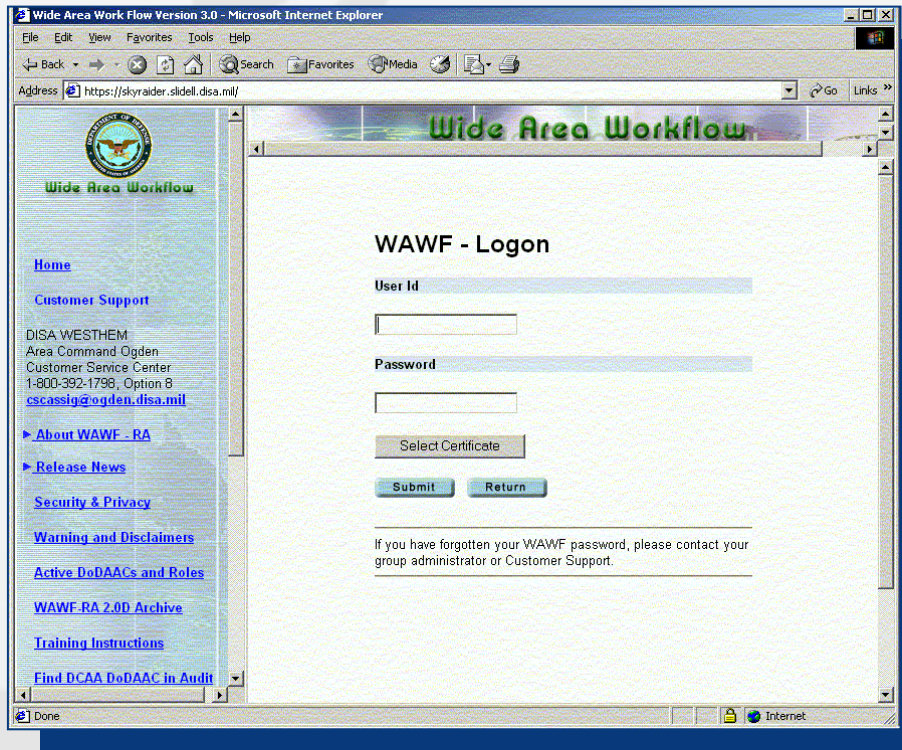 Wide Area Work Flow Version 3.0 - Microsoft Internet Explorer
File Edit View Favorites Tools Help
Back Search Favorites Media
Address https://skyraider.slidell.disa.mil/ Go Links »
Wide Area Workflow
Home
Customer Support
DISA WESTHEM
Area Command Ogden
Customer Service Center
1-800-392-1798, Option 8
cscassig@ogden.disa.mil
About WAWF - RA
Release News
Security & Privacy
Warning and Disclaimers
Active DoDAACs and Roles
WAWF-RA 2.0D Archive
Training Instructions
Find DCAA DoDAAC in Audit
Wide Area Workflow
WAWF - Logon
User Id
Password
Select Certificate
Submit Return
If you have forgotten your WAWF password, please contact your
group administrator or Customer Support.
Done Internet